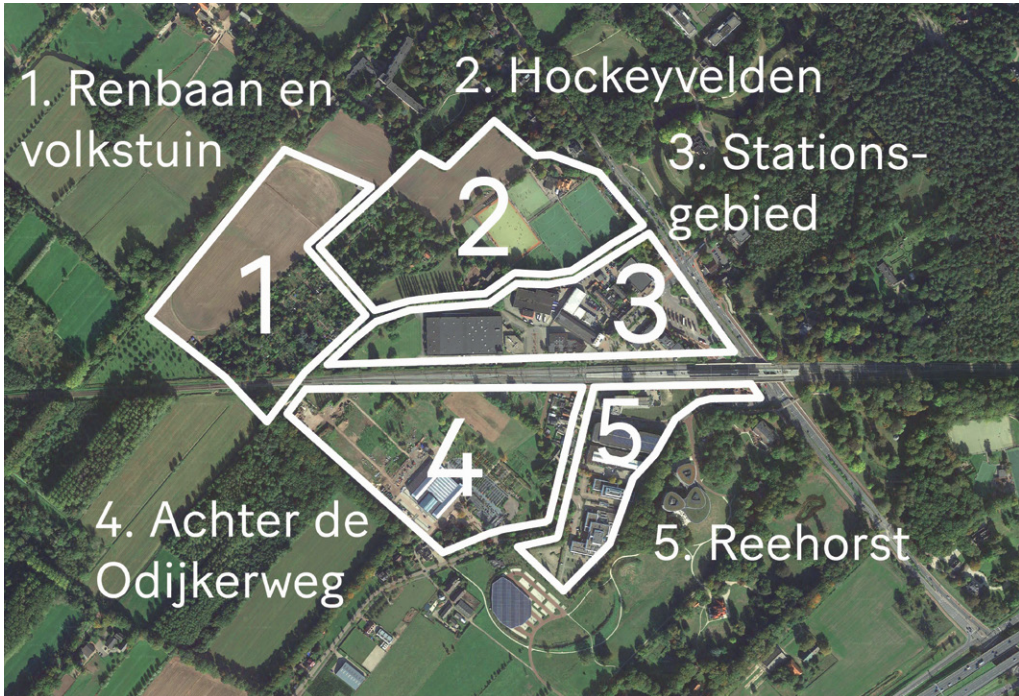 1. Renbaan en
volkstuin
2. Hockeyvelden
3. Stations-
gebied
1
2
3
4
5
4. Achter de
Odijkerweg
5. Reehorst